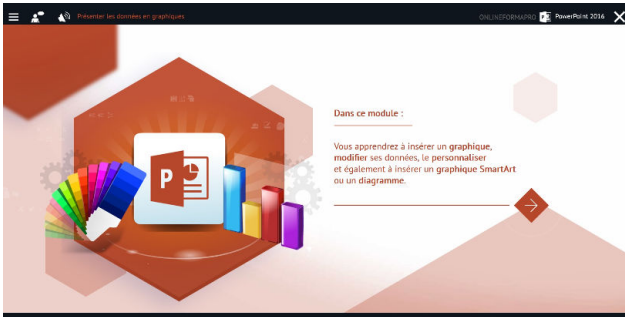 Présenter les données en graphiques
ONLINEFORMAPRO
PowerPoint 2016
Dans ce module :
Vous apprendrez à insérer un graphique,
modifier ses données, le personnaliser
et également à insérer un graphique SmartArt
ou un diagramme.
P